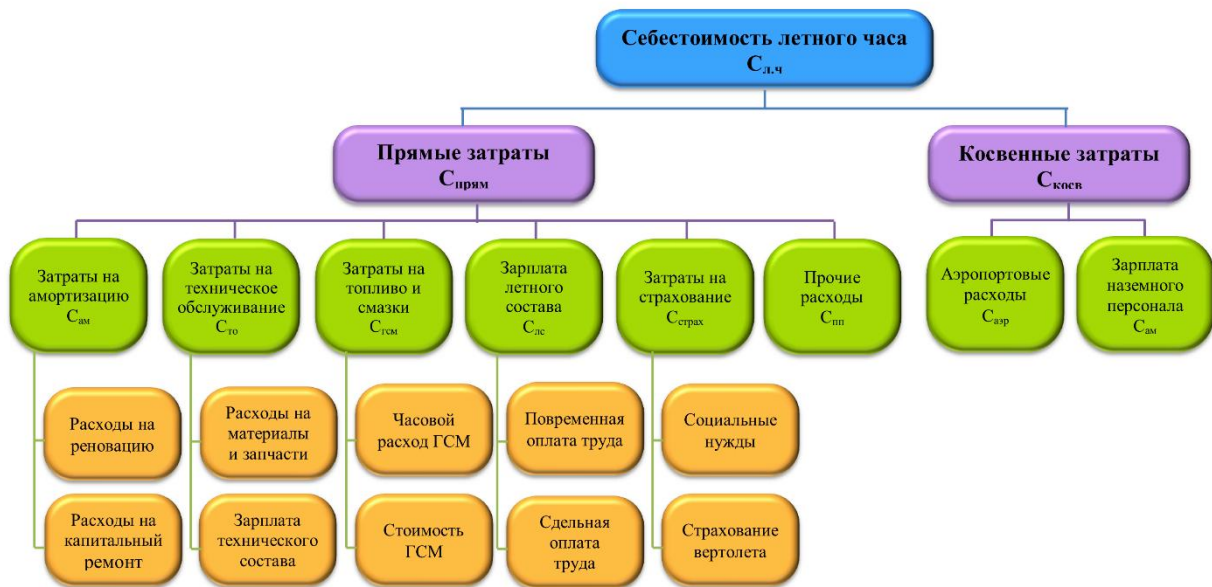 Себестоимость летного часа
Сл.ч
Прямые затраты
Спрям
Косвенные затраты
Скосв
Затраты на
амортизацию
Сам
Затраты на
техническое
обслуживание
Сто
Затраты на
топливо и
смазки
Сгсм
Зарплата
летного
состава
Слс
Затраты на
страхование
Сстрах
Прочие
расходы
Спп
Аэропортовые
расходы
Саэр
Зарплата
наземного
персонала
Сам
Расходы на
реновацию
Расходы на
материалы
и запчасти
Часовой
расход ГСМ
Повременная
оплата труда
Социальные
нужды
Расходы на
капитальный
ремонт
Зарплата
технического
состава
Стоимость
ГСМ
Сдельная
оплата
труда
Страхование
вертолета